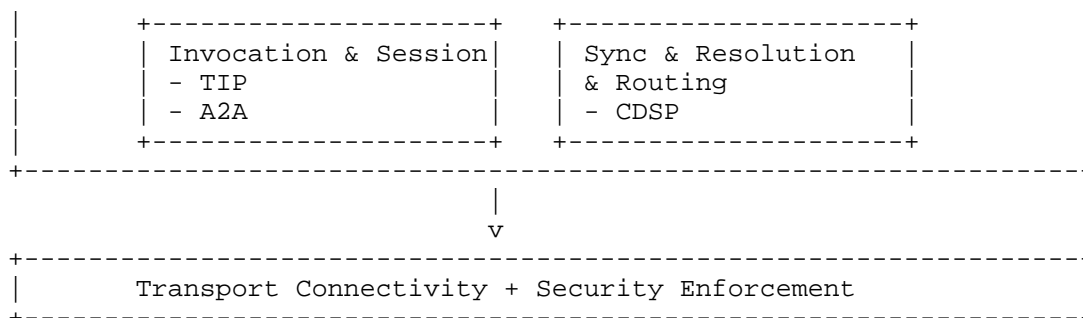 |       +---------------------+   +---------------------+
|       | Invocation & Session|   | Sync & Resolution   |
|       | - TIP               |   | & Routing           |
|       | - A2A               |   | - CDSP              |
|       +---------------------+   +---------------------+
+-------------------------------------------------------------------
                              |
                              v
+-------------------------------------------------------------------
|       Transport Connectivity + Security Enforcement
+-------------------------------------------------------------------